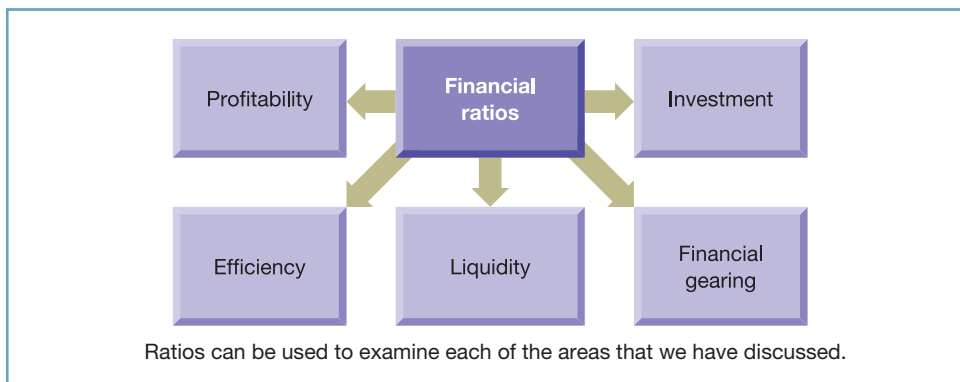 Profitability
Financial
ratios
Investment
Efficiency
Liquidity
Financial
gearing
Ratios can be used to examine each of the areas that we have discussed.